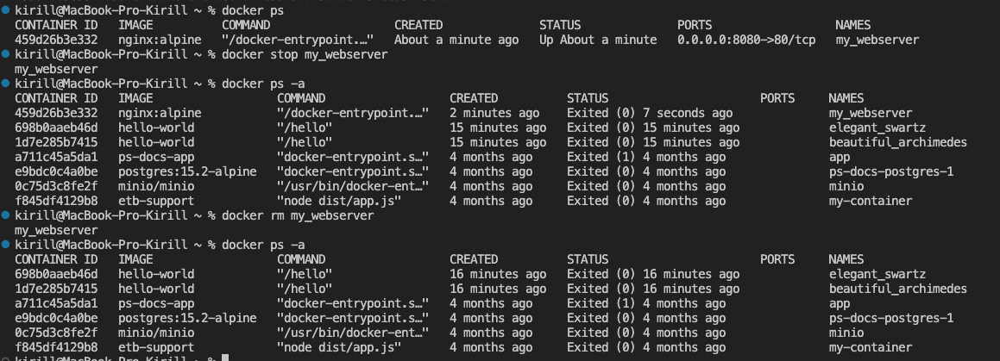 kirill@MacBook-Pro-Kirill ~ % docker ps
CONTAINER ID   IMAGE          COMMAND                  CREATED              STATUS              PORTS                  NAMES
459d26b3e332   nginx:alpine   "/docker-entrypoint.…"   About a minute ago   Up About a minute   0.0.0.0:8080->80/tcp   my_webserver
kirill@MacBook-Pro-Kirill ~ % docker stop my_webserver
my_webserver
kirill@MacBook-Pro-Kirill ~ % docker ps -a
CONTAINER ID   IMAGE                  COMMAND                  CREATED          STATUS                      PORTS     NAMES
459d26b3e332   nginx:alpine           "/docker-entrypoint.…"   2 minutes ago    Exited (0) 7 seconds ago              my_webserver
698b0aaeb46d   hello-world            "/hello"                 15 minutes ago   Exited (0) 15 minutes ago             elegant_swartz
1d7e285b7415   hello-world            "/hello"                 15 minutes ago   Exited (0) 15 minutes ago             beautiful_archimedes
a711c45a5da1   ps-docs-app            "docker-entrypoint.s…"   4 months ago     Exited (1) 4 months ago               app
e9bdc0c4a0be   postgres:15.2-alpine   "docker-entrypoint.s…"   4 months ago     Exited (0) 4 months ago               ps-docs-postgres-1
0c75d3c8fe2f   minio/minio            "/usr/bin/docker-ent…"   4 months ago     Exited (0) 4 months ago               minio
f845df4129b8   etb-support            "node dist/app.js"       4 months ago     Exited (0) 4 months ago               my-container
kirill@MacBook-Pro-Kirill ~ % docker rm my_webserver
my_webserver
kirill@MacBook-Pro-Kirill ~ % docker ps -a
CONTAINER ID   IMAGE                  COMMAND                  CREATED          STATUS                      PORTS     NAMES
698b0aaeb46d   hello-world            "/hello"                 16 minutes ago   Exited (0) 16 minutes ago             elegant_swartz
1d7e285b7415   hello-world            "/hello"                 16 minutes ago   Exited (0) 16 minutes ago             beautiful_archimedes
a711c45a5da1   ps-docs-app            "docker-entrypoint.s…"   4 months ago     Exited (1) 4 months ago               app
e9bdc0c4a0be   postgres:15.2-alpine   "docker-entrypoint.s…"   4 months ago     Exited (0) 4 months ago               ps-docs-postgres-1
0c75d3c8fe2f   minio/minio            "/usr/bin/docker-ent…"   4 months ago     Exited (0) 4 months ago               minio
f845df4129b8   etb-support            "node dist/app.js"       4 months ago     Exited (0) 4 months ago               my-container
kirill@MacBook-Pro-Kirill ~ %